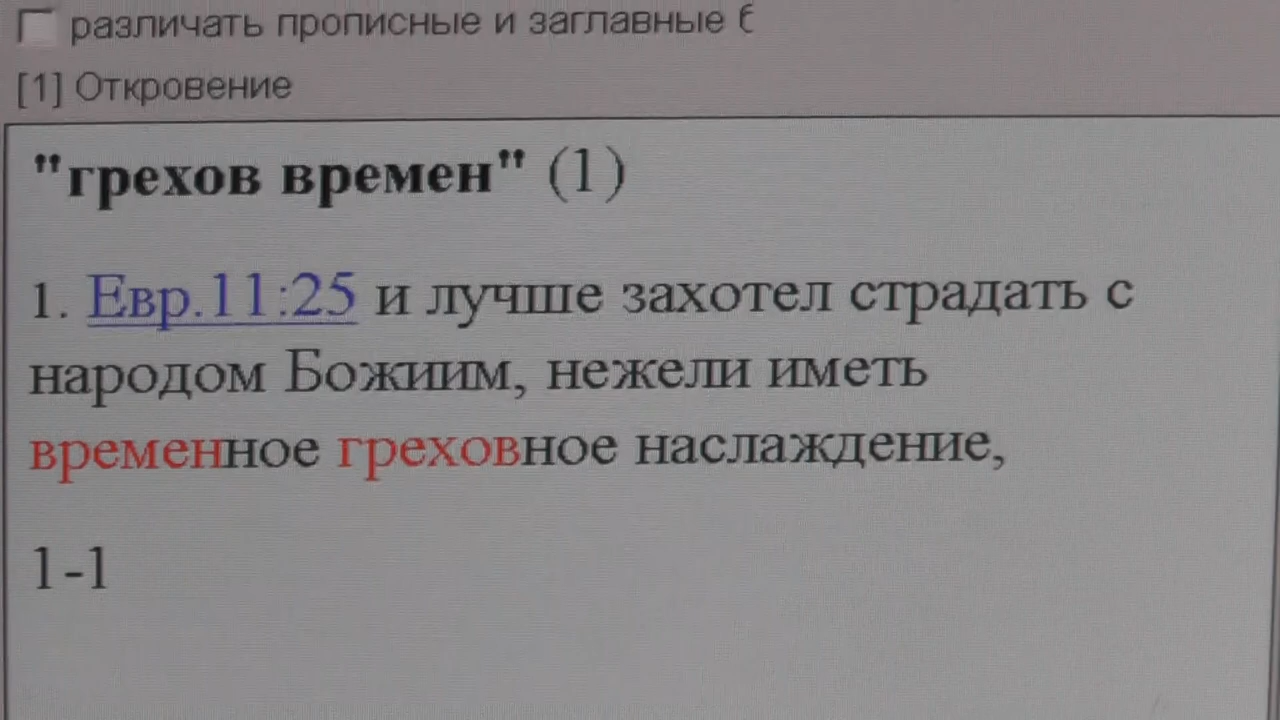 различать прописные и заглавные
[1] Откровение
"грехов времен" (1)
1. Евр.11:25 и лучше захотел страдать с
народом Божиим, нежели иметь
временное греховное наслаждение,
1-1